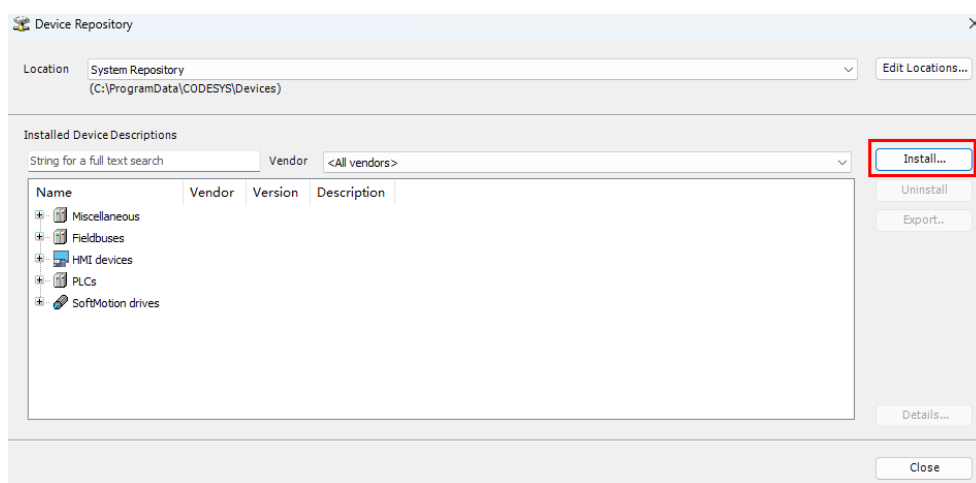 Device Repository
Location System Repository Edit Locations...
(C:\ProgramData\CODESYS\Devices)
Installed Device Descriptions
String for a full text search Vendor <All vendors> Install...
Name Vendor Version Description Uninstall
Miscellaneous Export..
Fieldbuses
HMI devices
PLCs
SoftMotion drives
Details...
Close